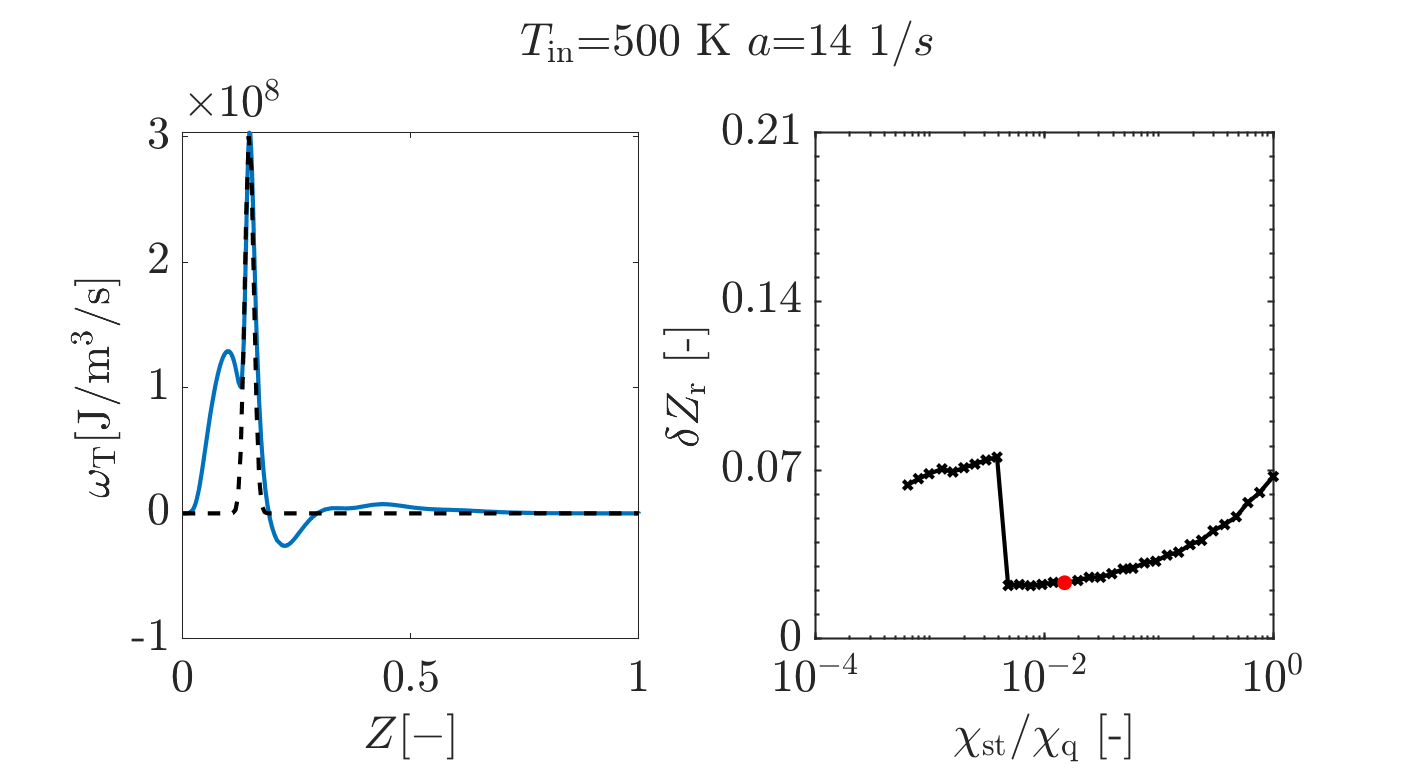 T_in=500 K a=14 1/s
×10^8
3
2
1
0
-1
ω_T[J/m^3/s]
0 0.5 1
Z[−]
0.21
0.14
0.07
0
δZ_r [-]
10^−4 10^−2 10^0
χ_st/χ_q [-]